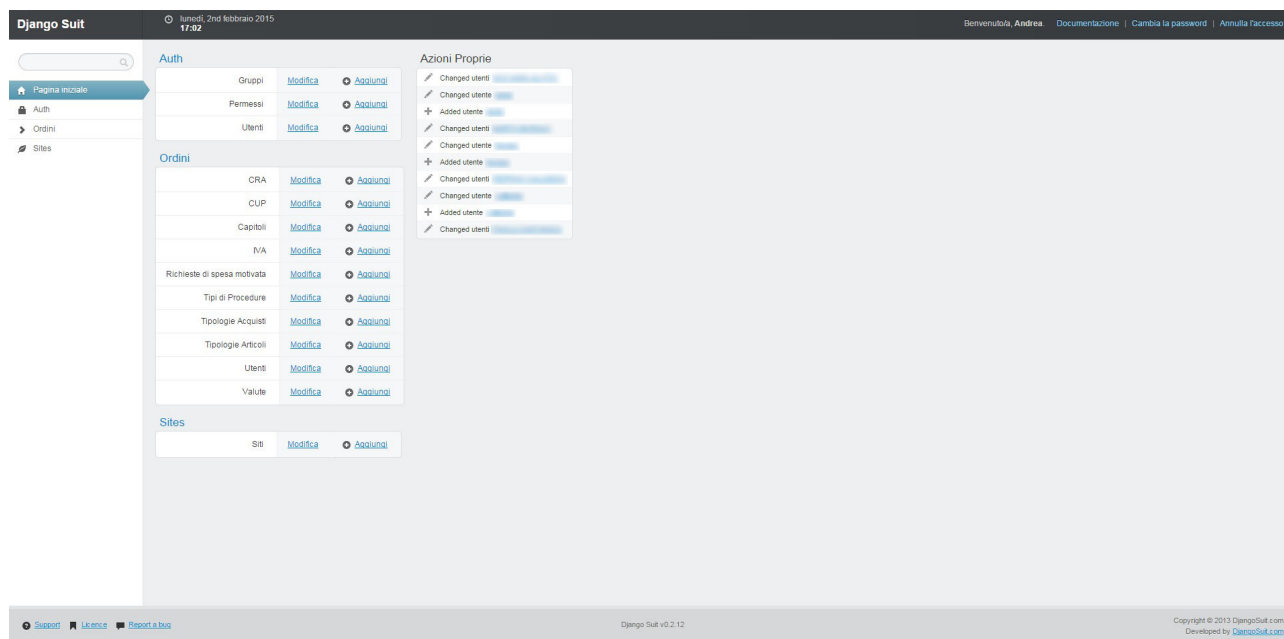 Django Suit
lunedì, 2nd febbraio 2015
17:02
Benvenuto/a, Andrea. Documentazione | Cambia la password | Annulla l'accesso
Pagina iniziale
Auth
Ordini
Sites
Auth
Gruppi Modifica Aggiungi
Permessi Modifica Aggiungi
Utenti Modifica Aggiungi
Ordini
CRA Modifica Aggiungi
CUP Modifica Aggiungi
Capitoli Modifica Aggiungi
IVA Modifica Aggiungi
Richieste di spesa motivata Modifica Aggiungi
Tipi di Procedure Modifica Aggiungi
Tipologie Acquisti Modifica Aggiungi
Tipologie Articoli Modifica Aggiungi
Utenti Modifica Aggiungi
Valute Modifica Aggiungi
Sites
Siti Modifica Aggiungi
Azioni Proprie
Changed utenti
Changed utente
Added utente
Changed utenti
Changed utente
Added utente
Changed utenti
Changed utente
Added utente
Changed utenti
Support Licence Report a bug
Django Suit v0.2.12
Copyright © 2013 DjangoSuit.com
Developed by DjangoSuit.com